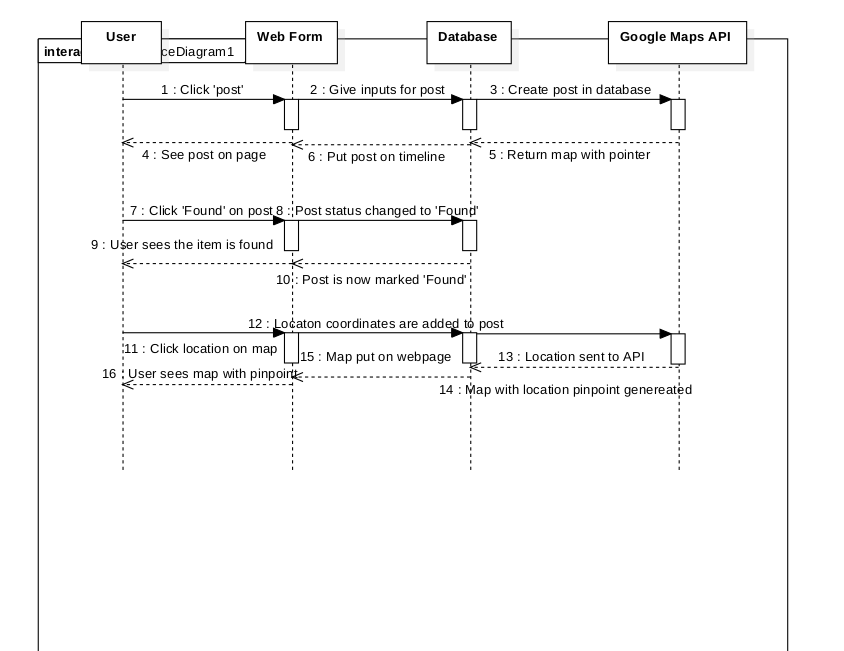 User
Web Form
Database
Google Maps API
ceDiagram1
1 : Click 'post'
2 : Give inputs for post
3 : Create post in database
4 : See post on page
6 : Put post on timeline
5 : Return map with pointer
7 : Click 'Found' on post
8 : Post status changed to 'Found'
9 : User sees the item is found
10 : Post is now marked 'Found'
12 : Locaton coordinates are added to post
11 : Click location on map
15 : Map put on webpage
13 : Location sent to API
16 : User sees map with pinpoint
14 : Map with location pinpoint genereated